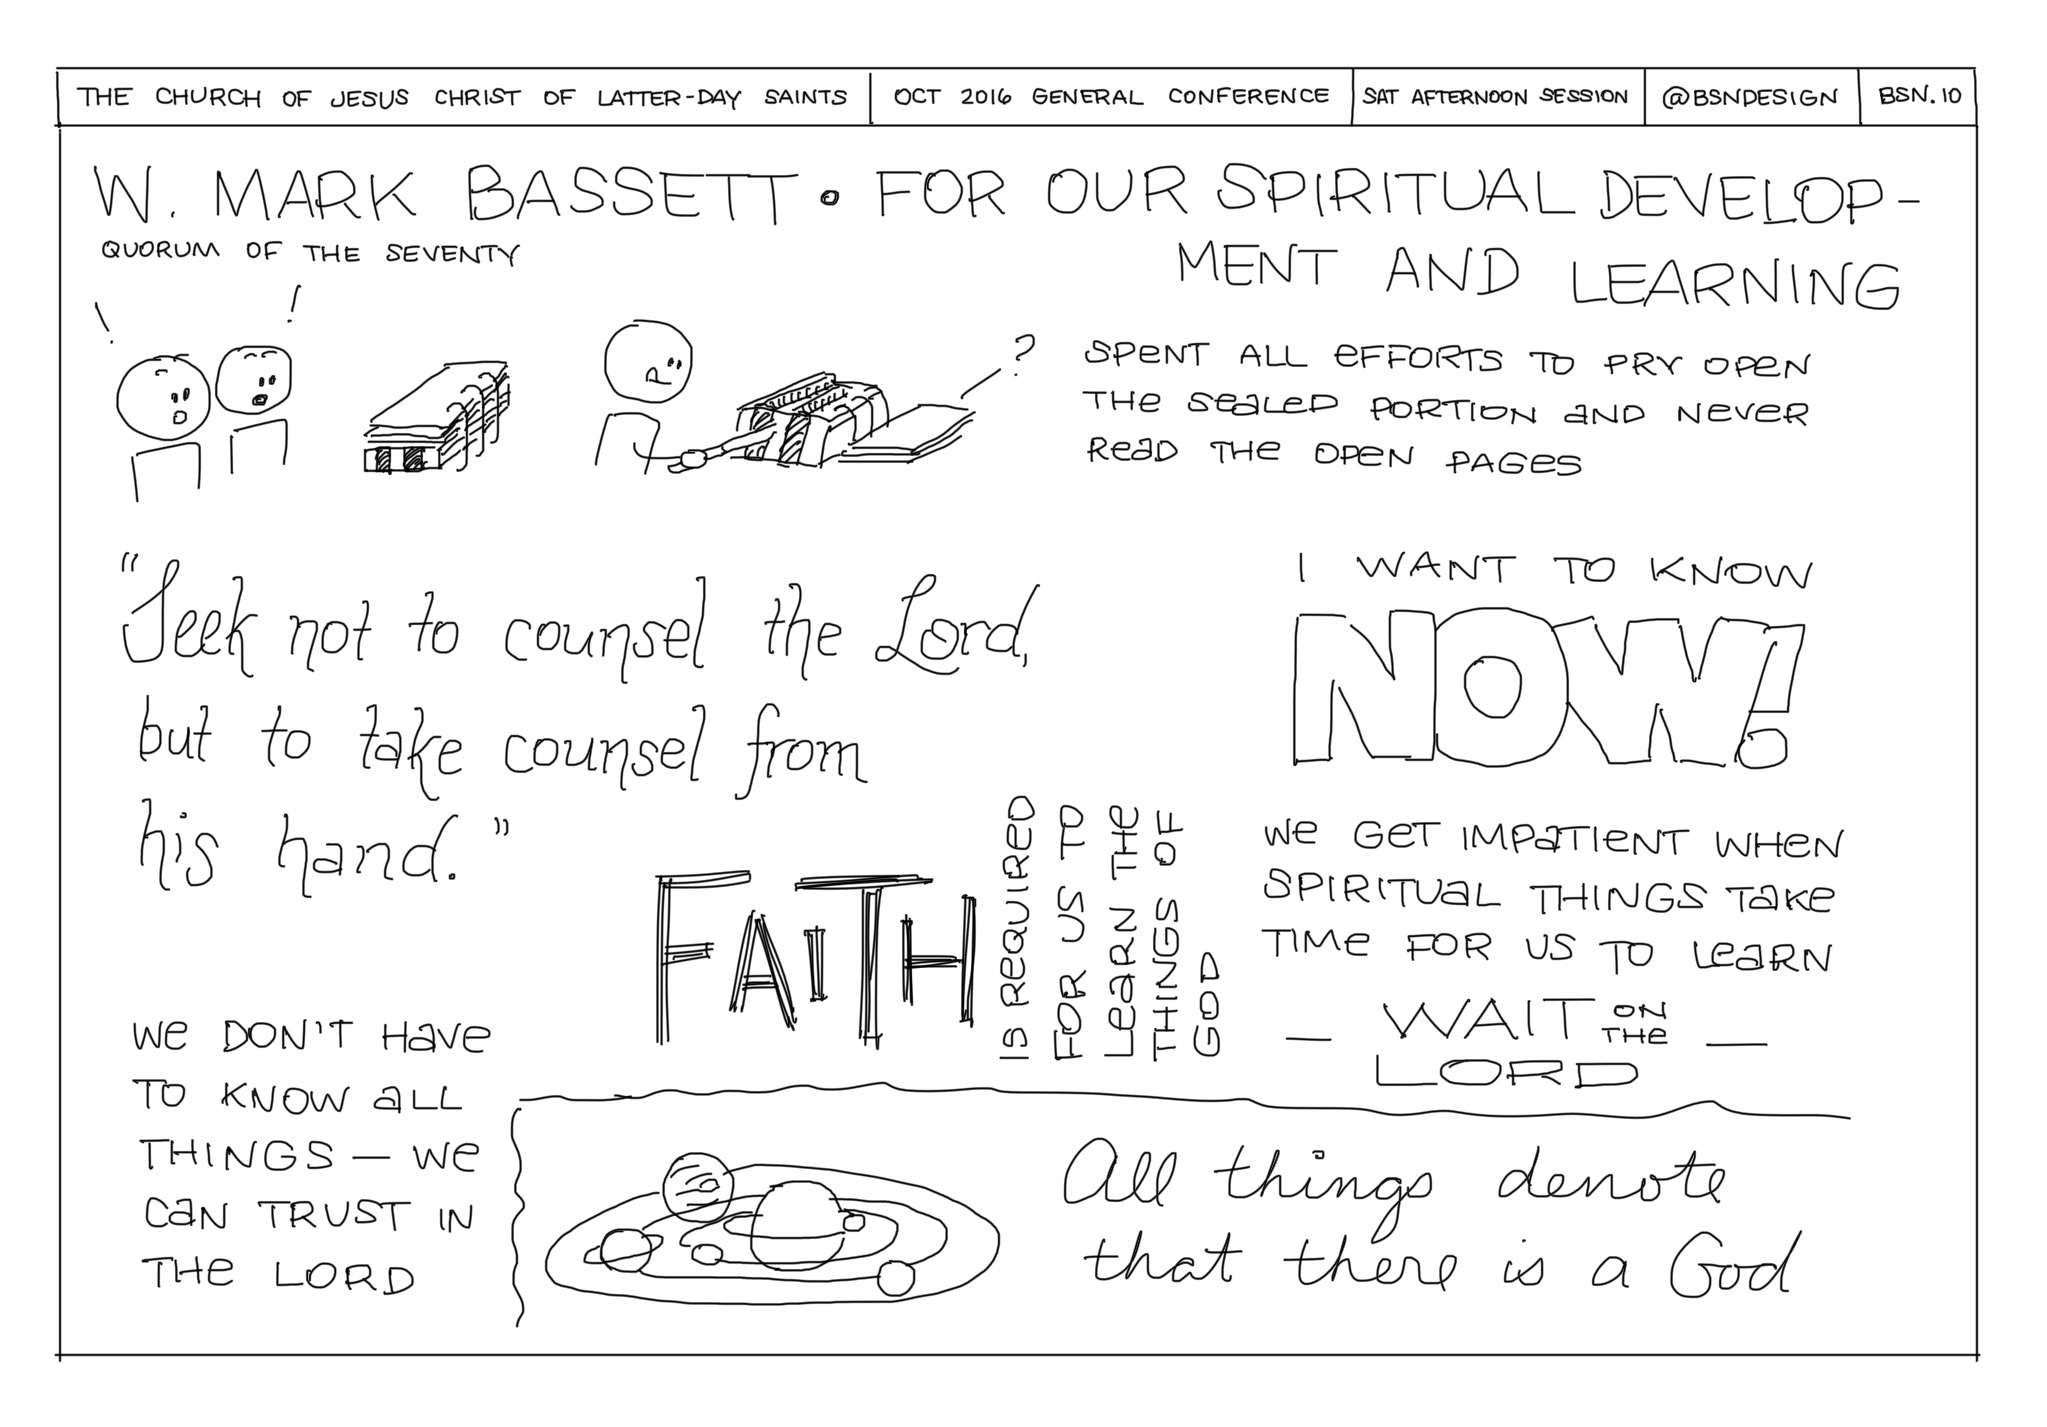 THE CHURCH OF JESUS CHRIST OF LATTER-DAY SAINTS
OCT 2016 GENERAL CONFERENCE
SAT AFTERNOON SESSION
@BSNDESIGN
BSN.10
W. MARK BASSETT • FOR OUR SPIRITUAL DEVELOP-
MENT AND LEARNING
QUORUM OF THE SEVENTY
!
!
?
SPENT ALL EFFORTS TO PRY OPEN
THE SEALED PORTION AND NEVER
READ THE OPEN PAGES
"Seek not to counsel the Lord,
but to take counsel from
his hand."
I WANT TO KNOW
NOW!
FAITH
IS REQUIRED
FOR US TO
LEARN THE
THINGS OF
GOD
WE GET IMPATIENT WHEN
SPIRITUAL THINGS TAKE
TIME FOR US TO LEARN
— WAIT ON THE —
LORD
WE DON'T HAVE
TO KNOW ALL
THINGS — WE
CAN TRUST IN
THE LORD
All things denote
that there is a God